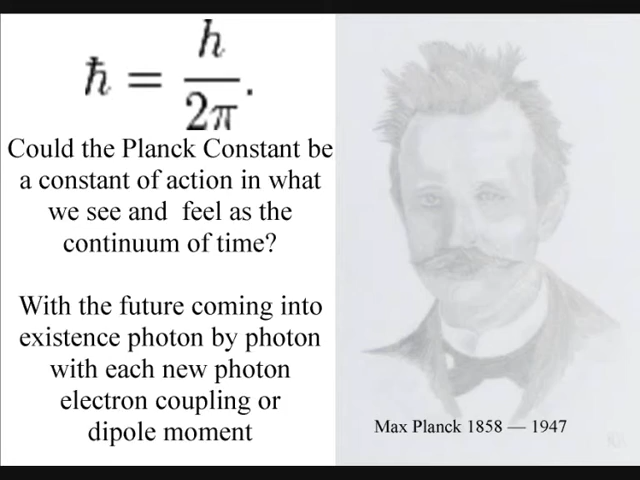 ħ = h / 2π.
Could the Planck Constant be
a constant of action in what
we see and feel as the
continuum of time?
With the future coming into
existence photon by photon
with each new photon
electron coupling or
dipole moment
Max Planck 1858 — 1947